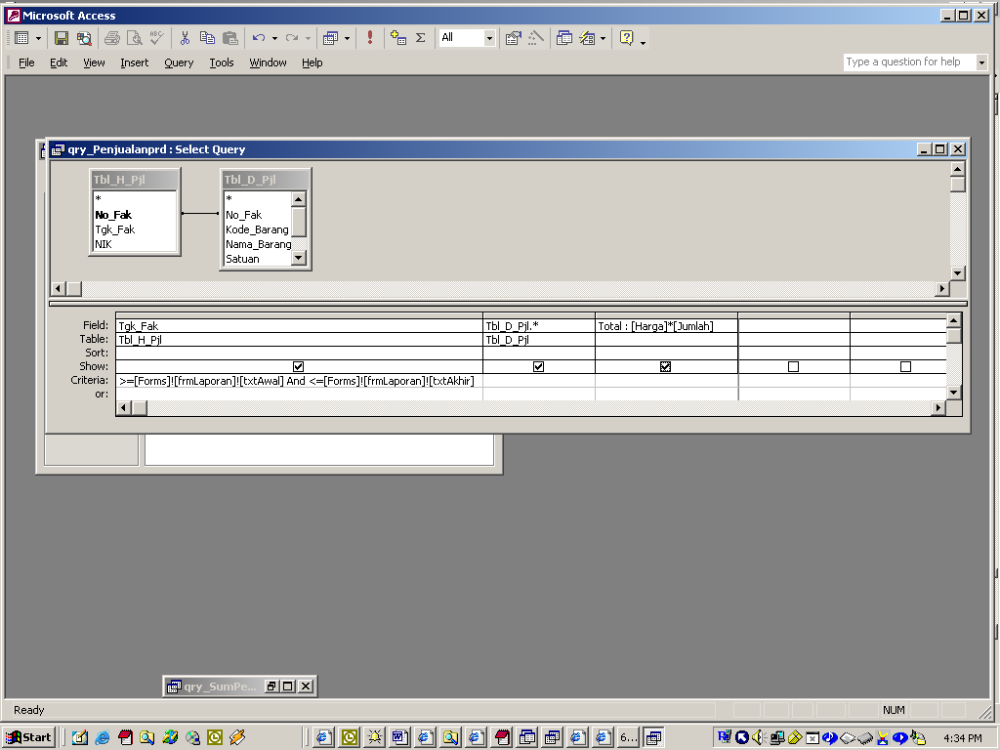 Microsoft Access
All
File Edit View Insert Query Tools Window Help
Type a question for help
qry_Penjualanprd : Select Query
Tbl_H_Pjl
*
No_Fak
Tgk_Fak
NIK
Tbl_D_Pjl
*
No_Fak
Kode_Barang
Nama_Barang
Satuan
Field: Tgk_Fak Tbl_D_Pjl.* Total : [Harga]*[Jumlah]
Table: Tbl_H_Pjl Tbl_D_Pjl
Sort:
Show:
Criteria: >=[Forms]![frmLaporan]![txtAwal] And <=[Forms]![frmLaporan]![txtAkhir]
or:
qry_SumPe...
Ready
NUM
Start
6...
4:34 PM